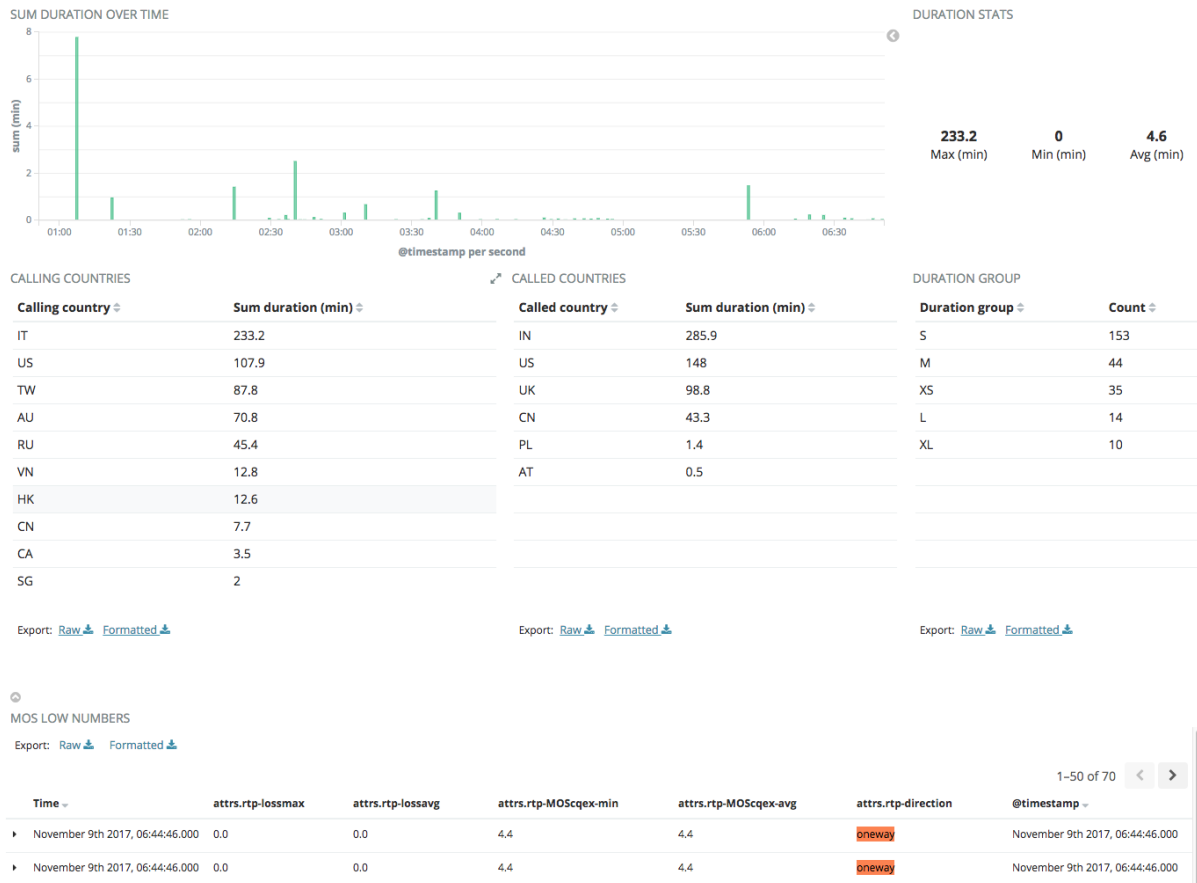 SUM DURATION OVER TIME
8
6
4
2
0
sum (min)
01:00 01:30 02:00 02:30 03:00 03:30 04:00 04:30 05:00 05:30 06:00 06:30
@timestamp per second
DURATION STATS
233.2 0 4.6
Max (min) Min (min) Avg (min)
CALLING COUNTRIES
Calling country Sum duration (min)
IT 233.2
US 107.9
TW 87.8
AU 70.8
RU 45.4
VN 12.8
HK 12.6
CN 7.7
CA 3.5
SG 2
Export: Raw Formatted
CALLED COUNTRIES
Called country Sum duration (min)
IN 285.9
US 148
UK 98.8
CN 43.3
PL 1.4
AT 0.5
Export: Raw Formatted
DURATION GROUP
Duration group Count
S 153
M 44
XS 35
L 14
XL 10
Export: Raw Formatted
MOS LOW NUMBERS
Export: Raw Formatted
1–50 of 70
Time attrs.rtp-lossmax attrs.rtp-lossavg attrs.rtp-MOScqex-min attrs.rtp-MOScqex-avg attrs.rtp-direction @timestamp
November 9th 2017, 06:44:46.000 0.0 0.0 4.4 4.4 oneway November 9th 2017, 06:44:46.000
November 9th 2017, 06:44:46.000 0.0 0.0 4.4 4.4 oneway November 9th 2017, 06:44:46.000